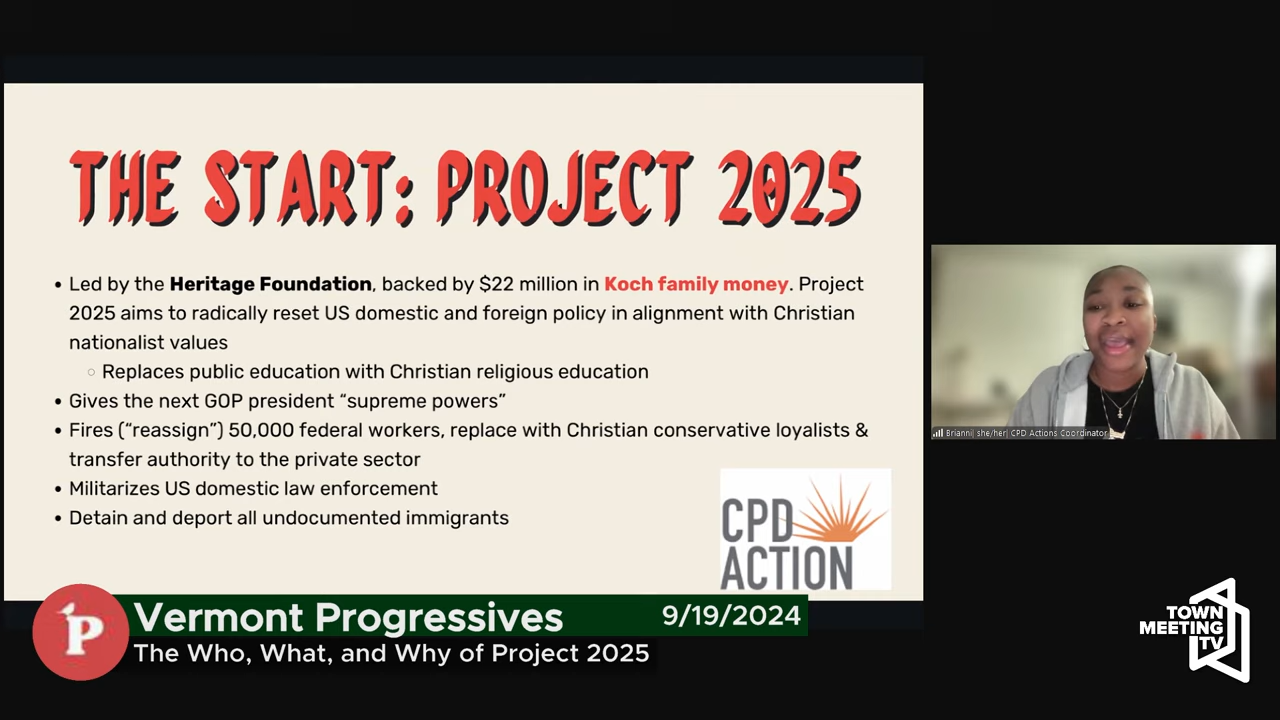 THE START: PROJECT 2025
• Led by the Heritage Foundation, backed by $22 million in Koch family money. Project
2025 aims to radically reset US domestic and foreign policy in alignment with Christian
nationalist values
○ Replaces public education with Christian religious education
• Gives the next GOP president “supreme powers”
• Fires (“reassign”) 50,000 federal workers, replace with Christian conservative loyalists &
transfer authority to the private sector
• Militarizes US domestic law enforcement
• Detain and deport all undocumented immigrants
CPD
ACTION
Brianni| she/her| CPD Actions Coordinator
P
Vermont Progressives 9/19/2024
The Who, What, and Why of Project 2025
TOWN
MEETING
TV